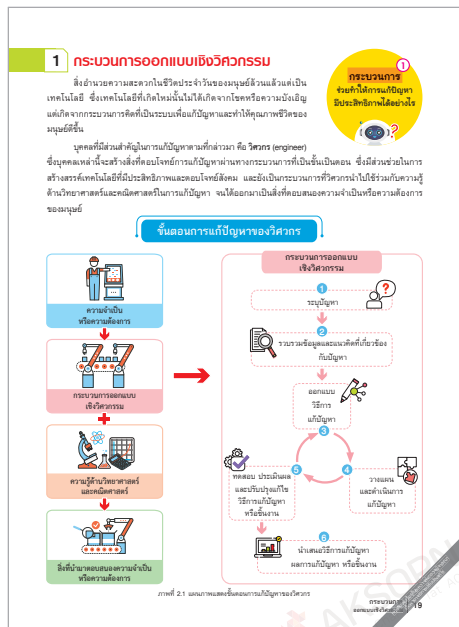 1 กระบวนการออกแบบเชิงวิศวกรรม
สิ่งอำนวยความสะดวกในชีวิตประจำวันของมนุษย์ล้วนแล้วแต่เป็น
เทคโนโลยี ซึ่งเทคโนโลยีที่เกิดใหม่นั้นไม่ได้เกิดจากโชคหรือความบังเอิญ
แต่เกิดจากกระบวนการคิดที่เป็นระบบเพื่อแก้ปัญหาและทำให้คุณภาพชีวิตของ
มนุษย์ดีขึ้น
1
กระบวนการ
ช่วยทำให้การแก้ปัญหา
มีประสิทธิภาพได้อย่างไร
บุคคลที่มีส่วนสำคัญในการแก้ปัญหาตามที่กล่าวมา คือ วิศวกร (engineer)
ซึ่งบุคคลเหล่านี้จะสร้างสิ่งที่ตอบโจทย์การแก้ปัญหาผ่านทางกระบวนการที่เป็นขั้นเป็นตอน ซึ่งมีส่วนช่วยในการ
สร้างสรรค์เทคโนโลยีที่มีประสิทธิภาพและตอบโจทย์สังคม และยังเป็นกระบวนการที่วิศวกรนำไปใช้ร่วมกับความรู้
ด้านวิทยาศาสตร์และคณิตศาสตร์ในการแก้ปัญหา จนได้ออกมาเป็นสิ่งที่ตอบสนองความจำเป็นหรือความต้องการ
ของมนุษย์
ขั้นตอนการแก้ปัญหาของวิศวกร
ความจำเป็น
หรือความต้องการ
กระบวนการออกแบบ
เชิงวิศวกรรม
ความรู้ด้านวิทยาศาสตร์
และคณิตศาสตร์
สิ่งที่นำมาตอบสนองความจำเป็น
หรือความต้องการ
กระบวนการออกแบบ
เชิงวิศวกรรม
1
ระบุปัญหา
2
รวบรวมข้อมูลและแนวคิดที่เกี่ยวข้อง
กับปัญหา
ออกแบบ
วิธีการ
แก้ปัญหา
3
4
วางแผน
และดำเนินการ
แก้ปัญหา
5
ทดสอบ ประเมินผล
และปรับปรุงแก้ไข
วิธีการแก้ปัญหา
หรือชิ้นงาน
6
นำเสนอวิธีการแก้ปัญหา
ผลการแก้ปัญหา หรือชิ้นงาน
ภาพที่ 2.1 แผนภาพแสดงขั้นตอนการแก้ปัญหาของวิศวกร
กระบวนการ
ออกแบบเชิงวิศวกรรม
19
AKSORN